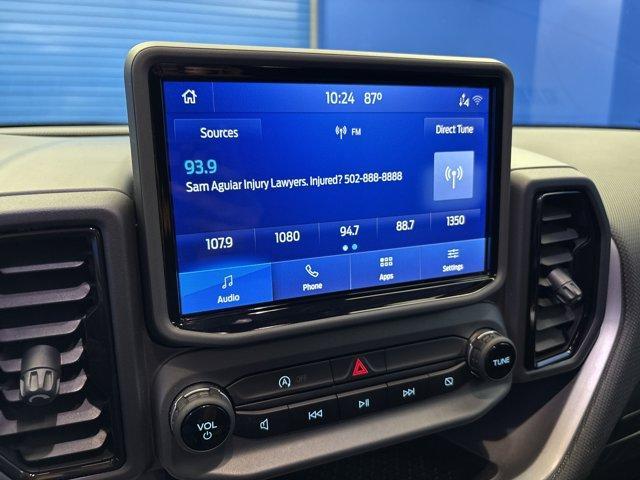 10:24 87°
Sources
FM
Direct Tune
93.9
Sam Aguiar Injury Lawyers. Injured? 502-888-8888
107.9 1080 94.7 88.7 1350
Audio Phone Apps Settings
OFF
VOL
TUNE